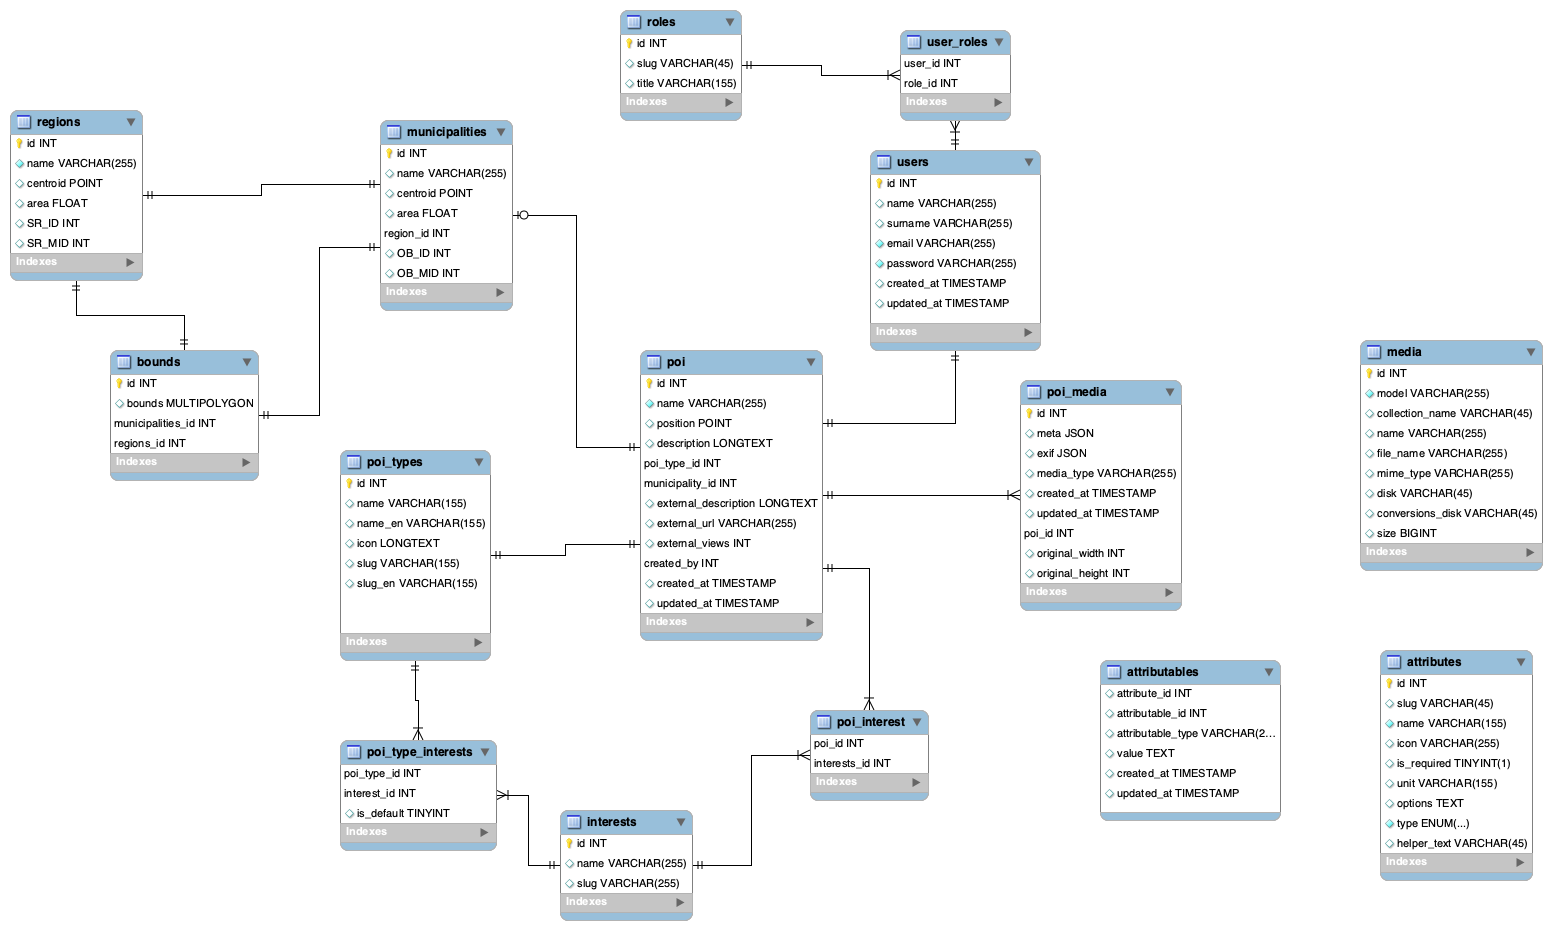 roles
id INT
slug VARCHAR(45)
title VARCHAR(155)
Indexes
user_roles
user_id INT
role_id INT
Indexes
regions
id INT
name VARCHAR(255)
centroid POINT
area FLOAT
SR_ID INT
SR_MID INT
Indexes
municipalities
id INT
name VARCHAR(255)
centroid POINT
area FLOAT
region_id INT
OB_ID INT
OB_MID INT
Indexes
users
id INT
name VARCHAR(255)
surname VARCHAR(255)
email VARCHAR(255)
password VARCHAR(255)
created_at TIMESTAMP
updated_at TIMESTAMP
Indexes
bounds
id INT
bounds MULTIPOLYGON
municipalities_id INT
regions_id INT
Indexes
poi
id INT
name VARCHAR(255)
position POINT
description LONGTEXT
poi_type_id INT
municipality_id INT
external_description LONGTEXT
external_url VARCHAR(255)
external_views INT
created_by INT
created_at TIMESTAMP
updated_at TIMESTAMP
Indexes
poi_media
id INT
meta JSON
exif JSON
media_type VARCHAR(255)
created_at TIMESTAMP
updated_at TIMESTAMP
poi_id INT
original_width INT
original_height INT
Indexes
media
id INT
model VARCHAR(255)
collection_name VARCHAR(45)
name VARCHAR(255)
file_name VARCHAR(255)
mime_type VARCHAR(255)
disk VARCHAR(45)
conversions_disk VARCHAR(45)
size BIGINT
Indexes
poi_types
id INT
name VARCHAR(155)
name_en VARCHAR(155)
icon LONGTEXT
slug VARCHAR(155)
slug_en VARCHAR(155)
Indexes
attributables
attribute_id INT
attributable_id INT
attributable_type VARCHAR(2...
value TEXT
created_at TIMESTAMP
updated_at TIMESTAMP
attributes
id INT
slug VARCHAR(45)
name VARCHAR(155)
icon VARCHAR(255)
is_required TINYINT(1)
unit VARCHAR(155)
options TEXT
type ENUM(...)
helper_text VARCHAR(45)
Indexes
poi_type_interests
poi_type_id INT
interest_id INT
is_default TINYINT
Indexes
poi_interest
poi_id INT
interests_id INT
Indexes
interests
id INT
name VARCHAR(255)
slug VARCHAR(255)
Indexes